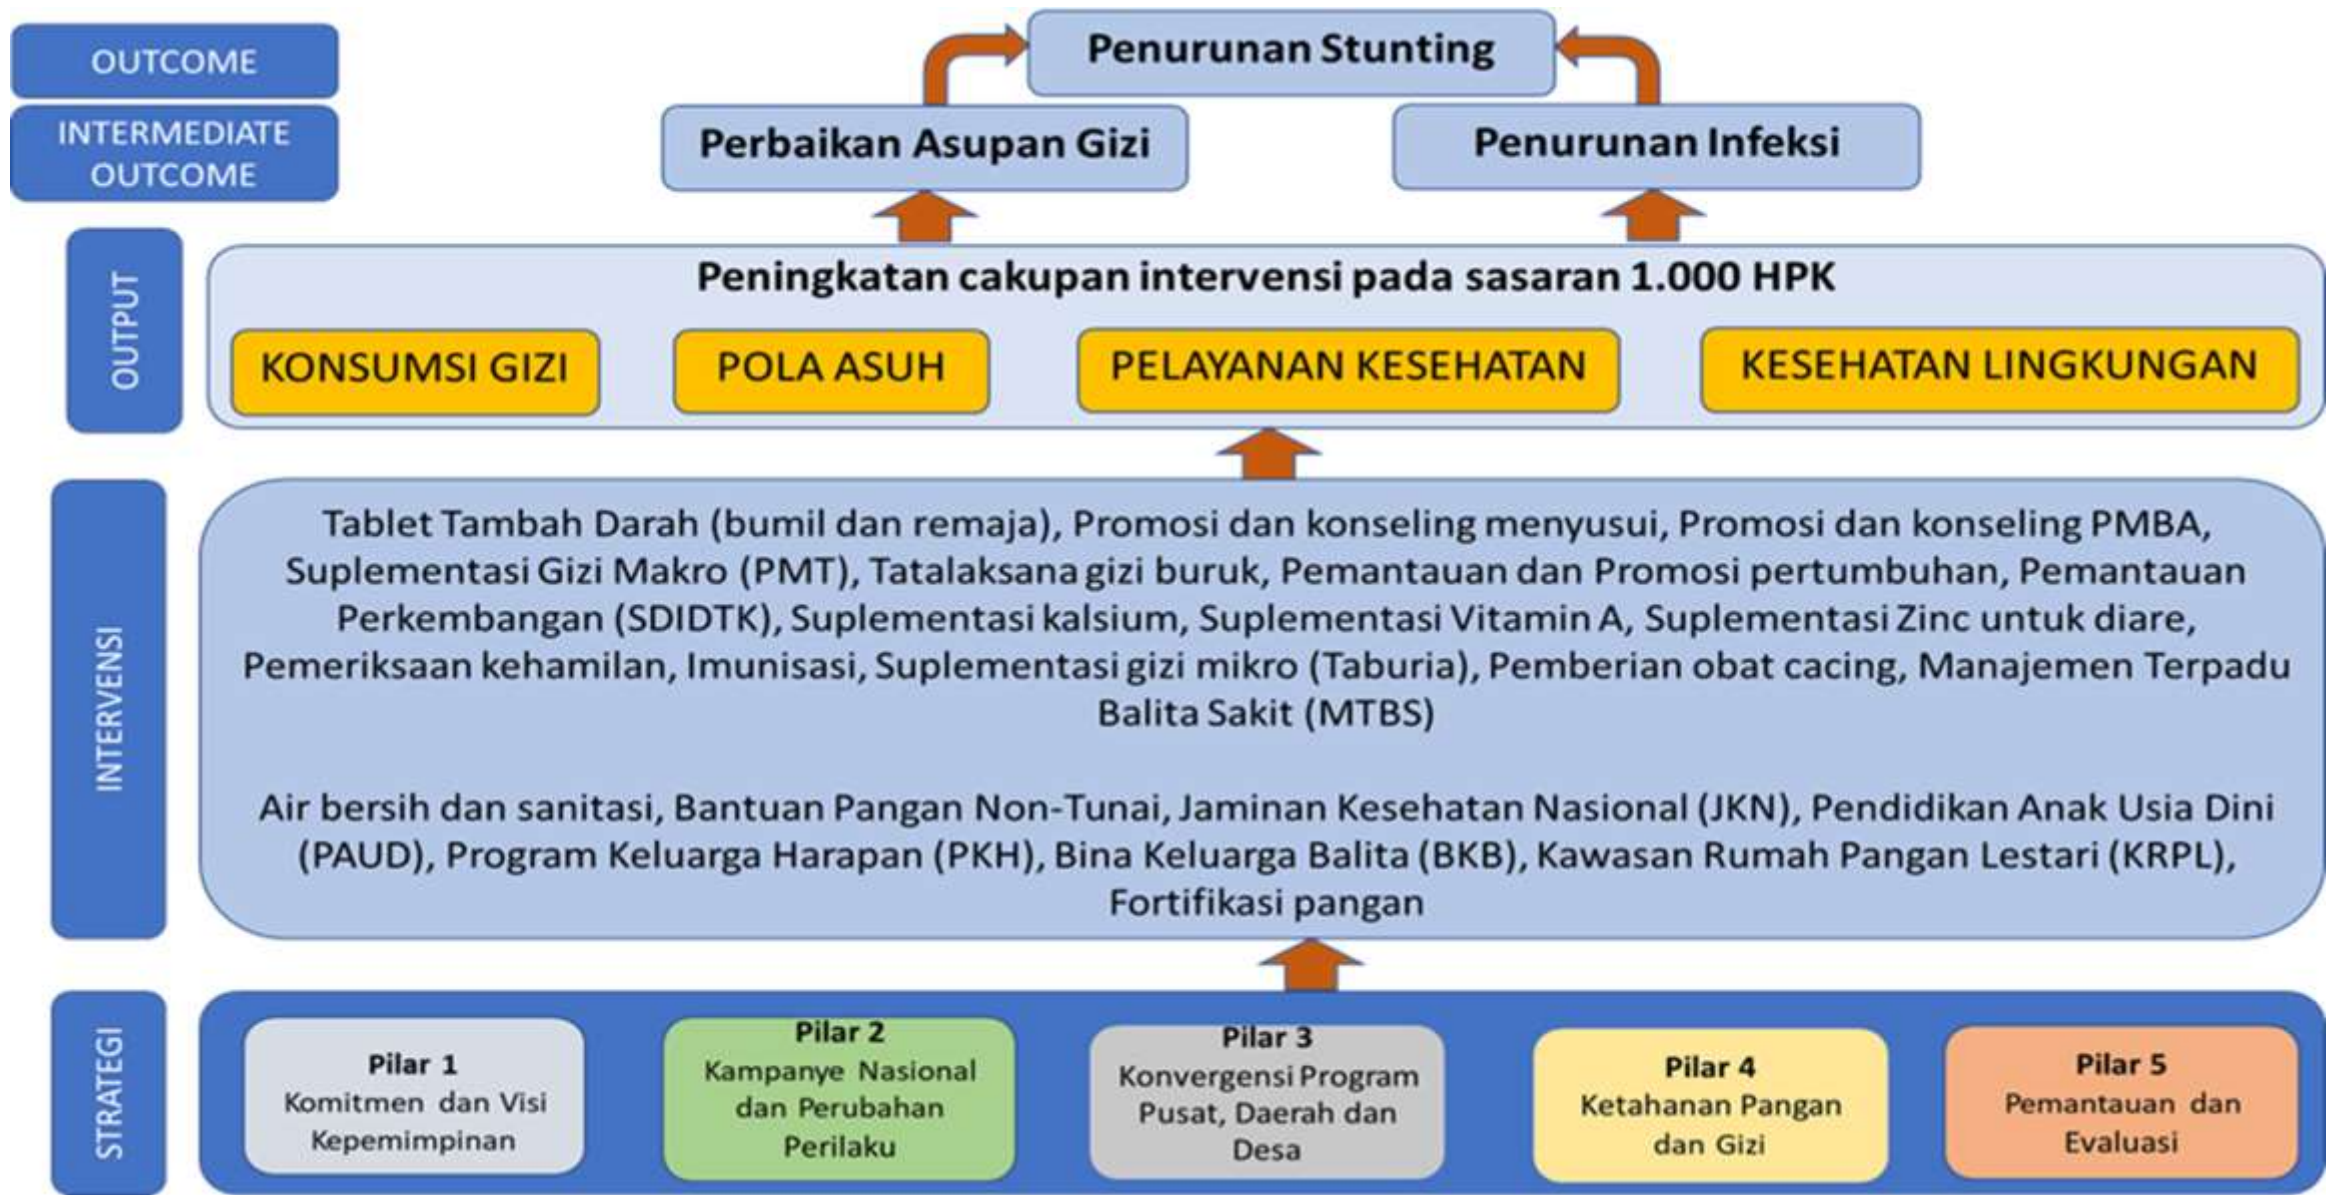 OUTCOME
Penurunan Stunting
INTERMEDIATE
OUTCOME
Perbaikan Asupan Gizi
Penurunan Infeksi
OUTPUT
Peningkatan cakupan intervensi pada sasaran 1.000 HPK
KONSUMSI GIZI
POLA ASUH
PELAYANAN KESEHATAN
KESEHATAN LINGKUNGAN
INTERVENSI
Tablet Tambah Darah (bumil dan remaja), Promosi dan konseling menyusui, Promosi dan konseling PMBA,
Suplementasi Gizi Makro (PMT), Tatalaksana gizi buruk, Pemantauan dan Promosi pertumbuhan, Pemantauan
Perkembangan (SDIDTK), Suplementasi kalsium, Suplementasi Vitamin A, Suplementasi Zinc untuk diare,
Pemeriksaan kehamilan, Imunisasi, Suplementasi gizi mikro (Taburia), Pemberian obat cacing, Manajemen Terpadu
Balita Sakit (MTBS)
Air bersih dan sanitasi, Bantuan Pangan Non-Tunai, Jaminan Kesehatan Nasional (JKN), Pendidikan Anak Usia Dini
(PAUD), Program Keluarga Harapan (PKH), Bina Keluarga Balita (BKB), Kawasan Rumah Pangan Lestari (KRPL),
Fortifikasi pangan
STRATEGI
Pilar 1
Komitmen dan Visi
Kepemimpinan
Pilar 2
Kampanye Nasional
dan Perubahan
Perilaku
Pilar 3
Konvergensi Program
Pusat, Daerah dan
Desa
Pilar 4
Ketahanan Pangan
dan Gizi
Pilar 5
Pemantauan dan
Evaluasi